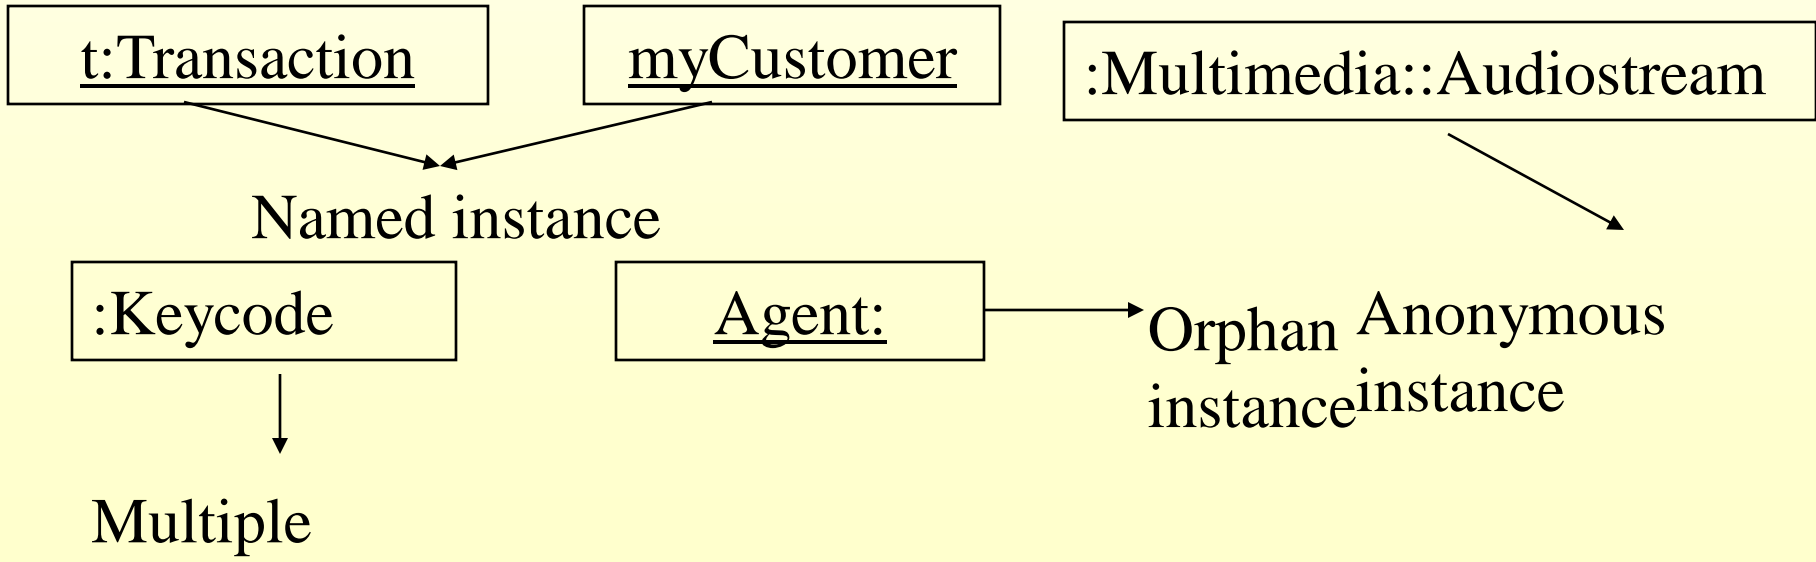 t:Transaction
myCustomer
:Multimedia::Audiostream
Named instance
:Keycode
Agent:
Orphan
instance
Anonymous
instance
Multiple